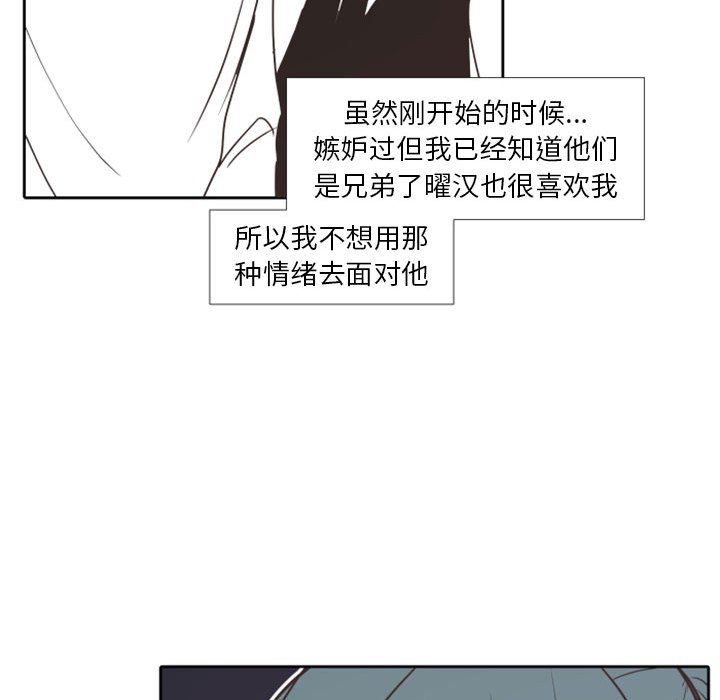 虽然刚开始的时候...
嫉妒过但我已经知道他们
是兄弟了曜汉也很喜欢我
所以我不想用那
种情绪去面对他